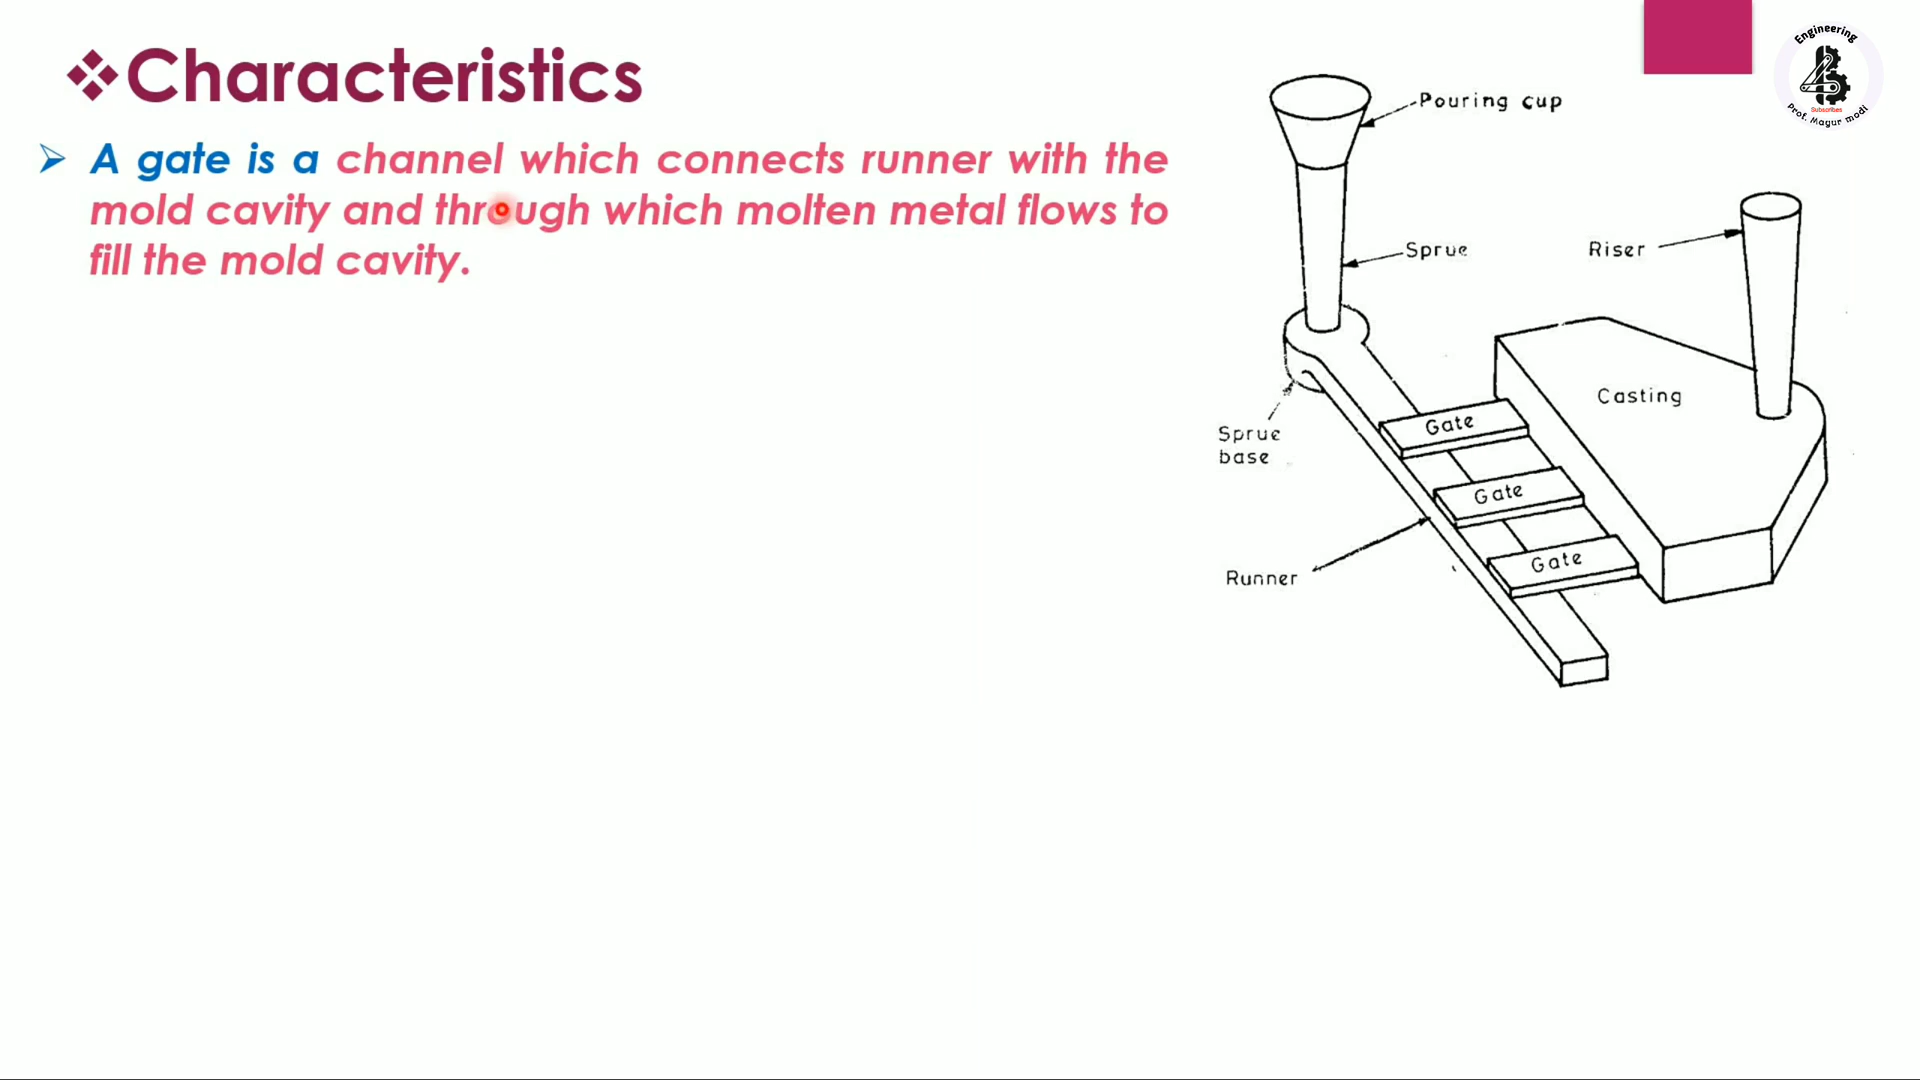 ❖Characteristics
➢ A gate is a channel which connects runner with the
mold cavity and through which molten metal flows to
fill the mold cavity.
Engineering
Subscribes
Prof. Mayur modi
Pouring cup
Sprue
Riser
Casting
Gate
Sprue
base
Gate
Gate
Runner